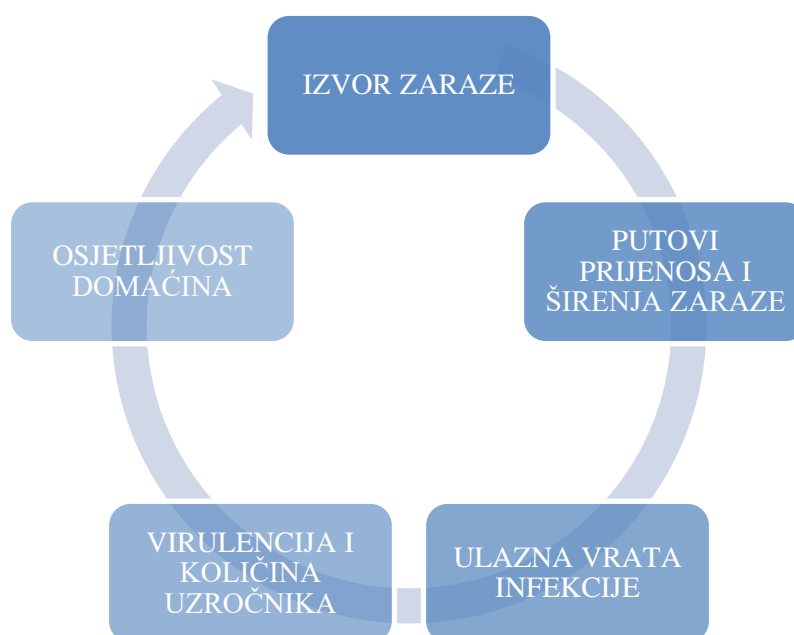 IZVOR ZARAZE
PUTOVI
PRIJENOSA I
ŠIRENJA ZARAZE
ULAZNA VRATA
INFEKCIJE
VIRULENCIJA I
KOLIČINA
UZROČNIKA
OSJETLJIVOST
DOMAĆINA